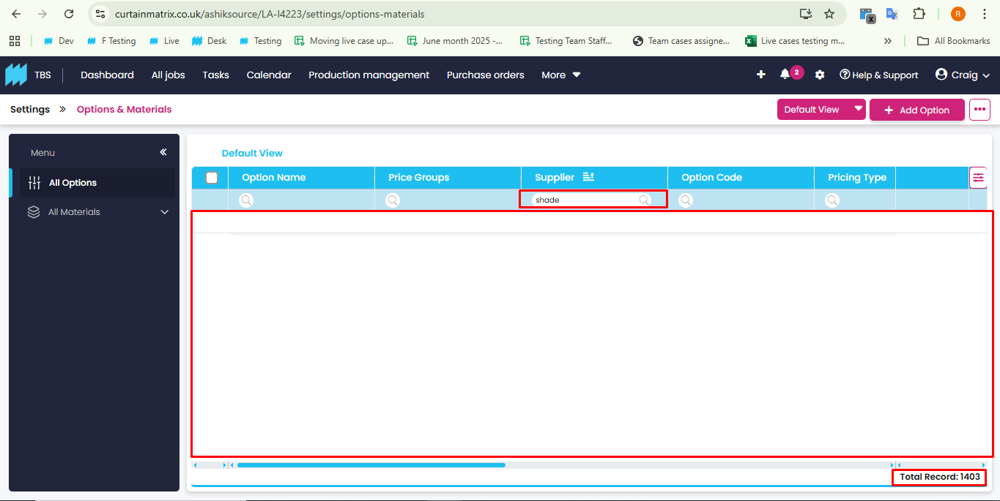 curtainmatrix.co.uk/ashiksource/LA-I4223/settings/options-materials
R
Dev
F Testing
Live
Desk
Testing
Moving live case up...
June month 2025 -...
Testing Team Staff...
Team cases assigne...
Live cases testing m...
All Bookmarks
TBS
Dashboard
All jobs
Tasks
Calendar
Production management
Purchase orders
More
2
Help & Support
Craig
Settings » Options & Materials
Default View
+ Add Option
Menu
All Options
All Materials
Default View
Option Name
Price Groups
Supplier
Option Code
Pricing Type
shade
Total Record: 1403